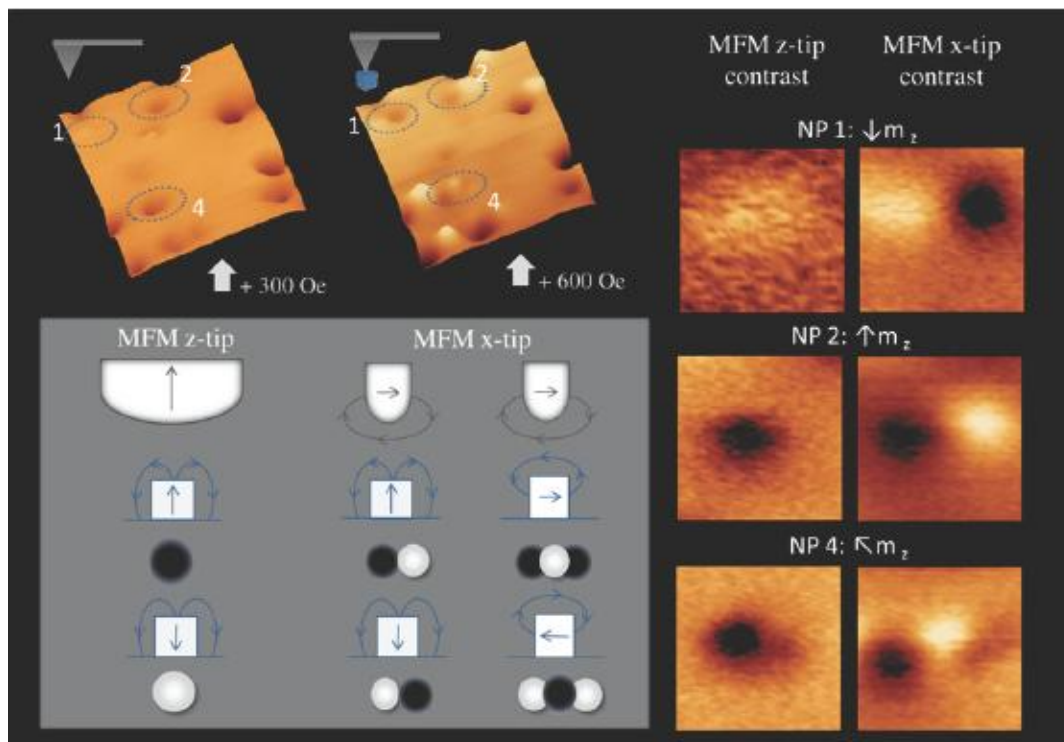 1
2
4
+ 300 Oe
1
2
4
+ 600 Oe
MFM z-tip
MFM x-tip
MFM z-tip
contrast
MFM x-tip
contrast
NP 1: ↓m z
NP 2: ↑m z
NP 4: ↖m z